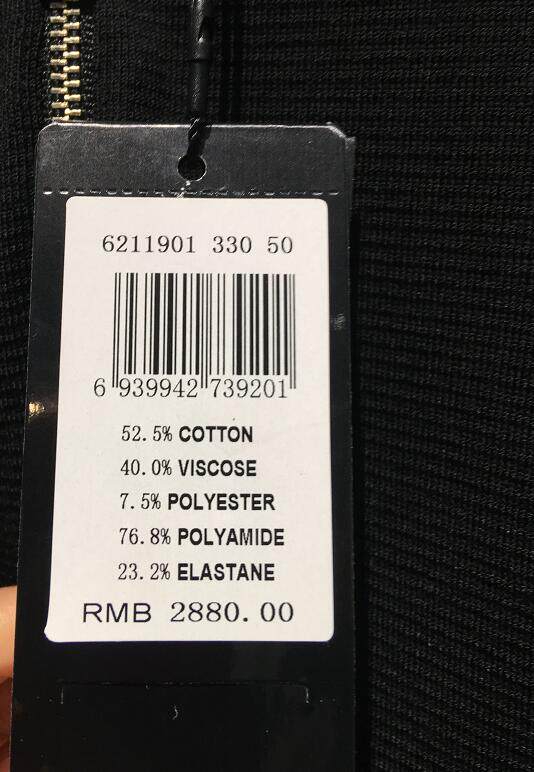 6211901 330 50
6 939942 739201
52.5% COTTON
40.0% VISCOSE
7.5% POLYESTER
76.8% POLYAMIDE
23.2% ELASTANE
RMB 2880.00